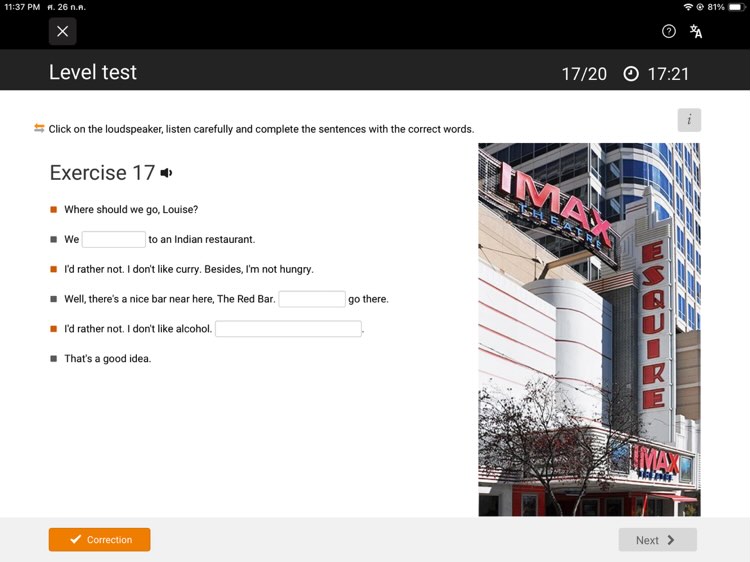 11:37 PM ศ. 26 ก.ค. 81%
Level test
17/20 17:21
Click on the loudspeaker, listen carefully and complete the sentences with the correct words.
i
Exercise 17
Where should we go, Louise?
We to an Indian restaurant.
I'd rather not. I don't like curry. Besides, I'm not hungry.
Well, there's a nice bar near here, The Red Bar. go there.
I'd rather not. I don't like alcohol. .
That's a good idea.
IMAX
THEATRE
ESQUIRE
IMAX
THEATRE
Correction
Next